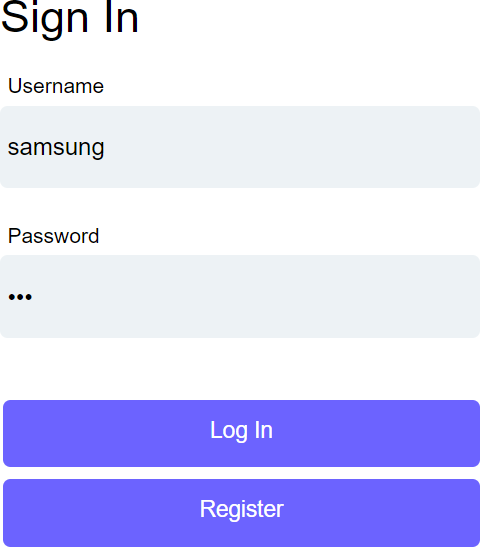 Sign In
Username
samsung
Password
•••
Log In
Register